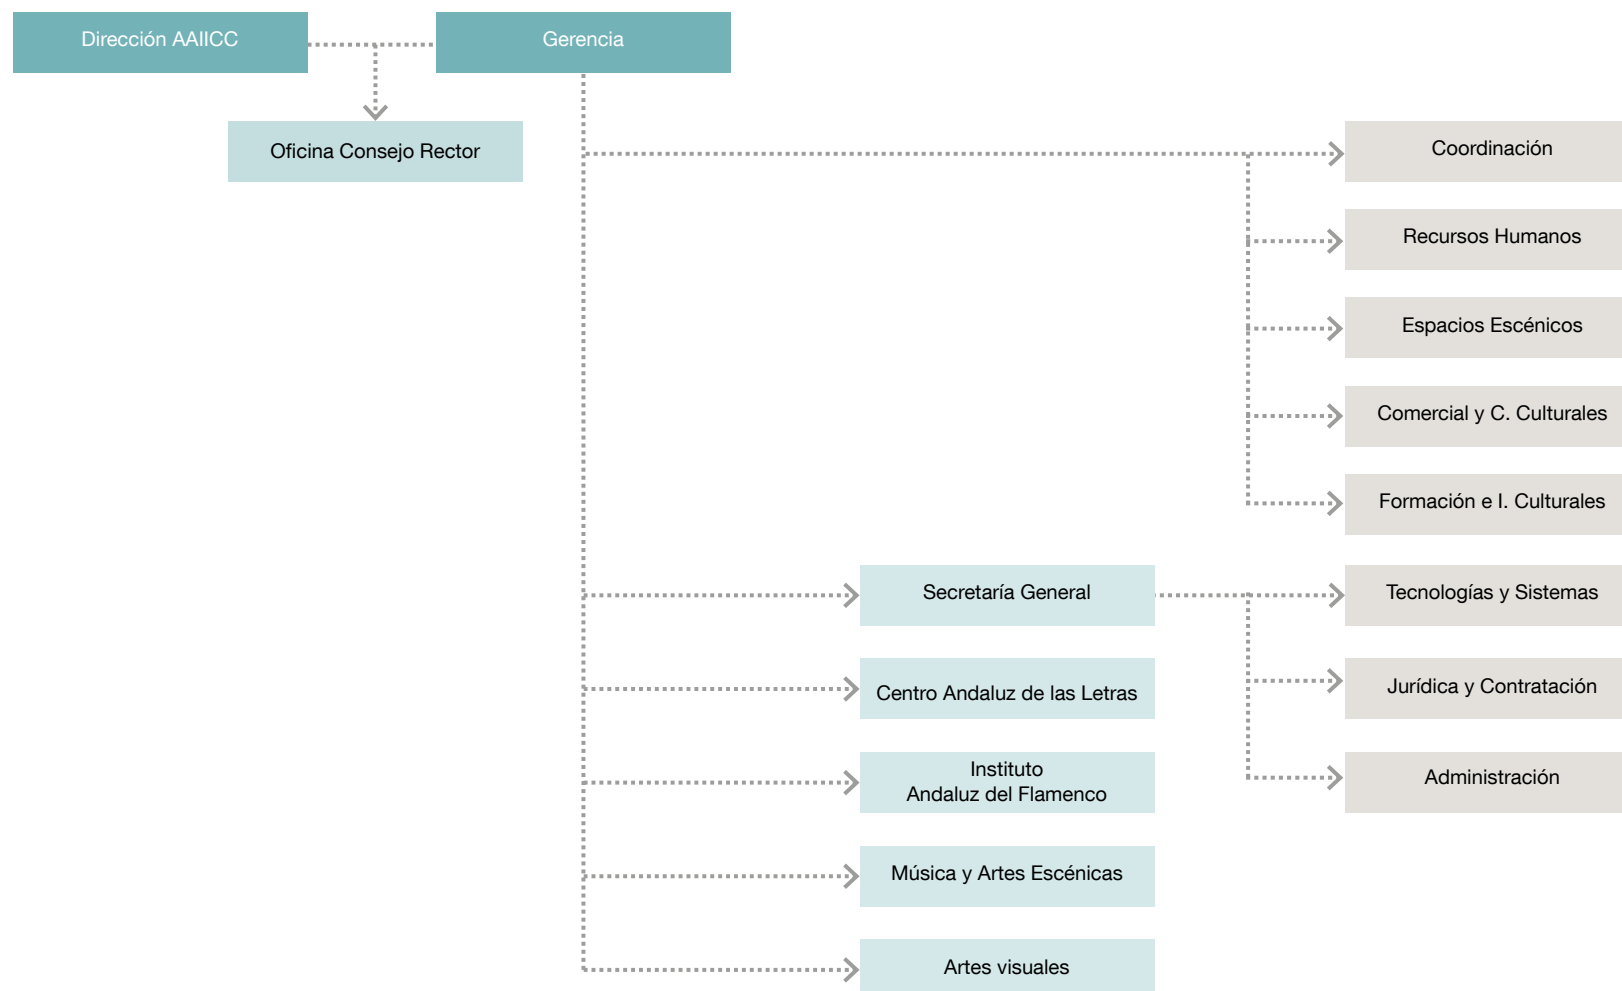 Dirección AAIICC
Gerencia
Oficina Consejo Rector
Coordinación
Recursos Humanos
Espacios Escénicos
Comercial y C. Culturales
Formación e I. Culturales
Secretaría General
Tecnologías y Sistemas
Centro Andaluz de las Letras
Jurídica y Contratación
Instituto
Andaluz del Flamenco
Administración
Música y Artes Escénicas
Artes visuales